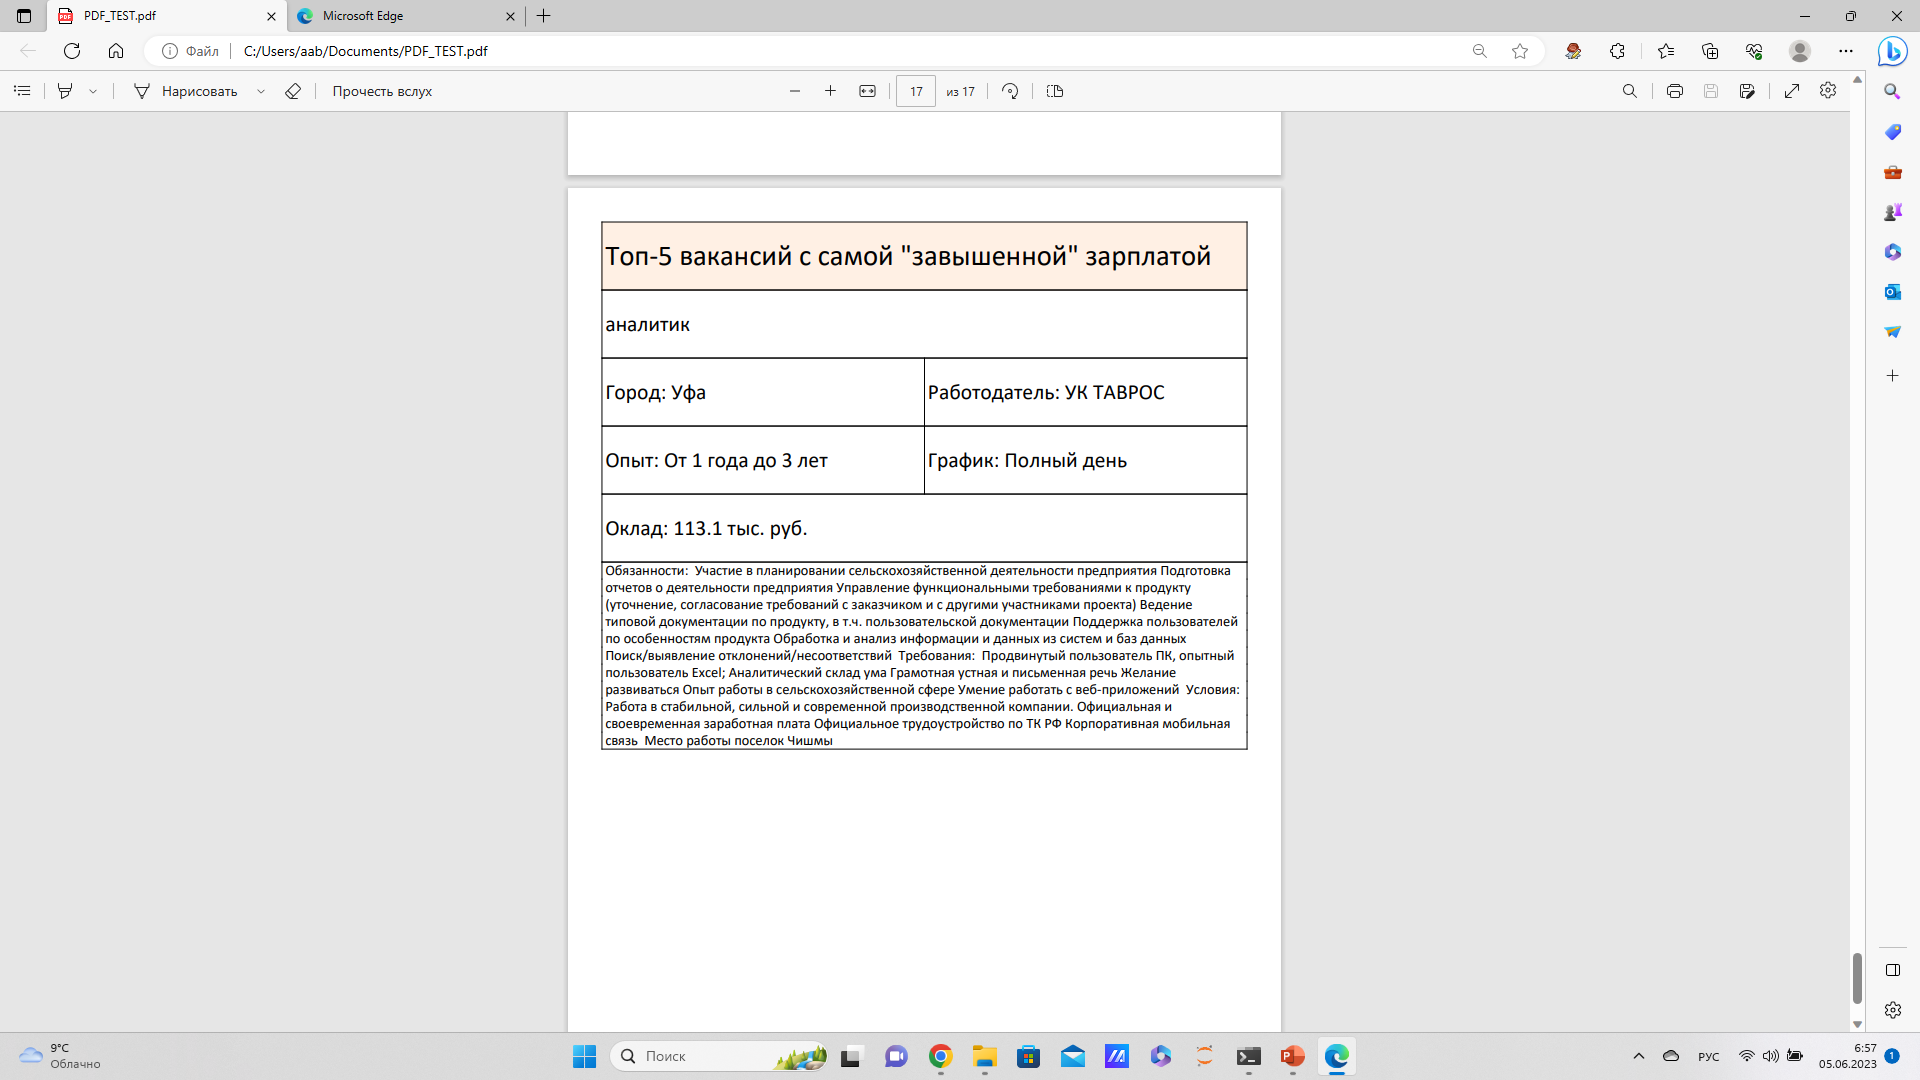 PDF_TEST.pdf
Microsoft Edge
Файл
C:/Users/aab/Documents/PDF_TEST.pdf
Нарисовать
Прочесть вслух
17
из 17
Топ-5 вакансий с самой "завышенной" зарплатой
аналитик
Город: Уфа
Работодатель: УК ТАВРОС
Опыт: От 1 года до 3 лет
График: Полный день
Оклад: 113.1 тыс. руб.
Обязанности:  Участие в планировании сельскохозяйственной деятельности предприятия Подготовка
отчетов о деятельности предприятия Управление функциональными требованиями к продукту
(уточнение, согласование требований с заказчиком и с другими участниками проекта) Ведение
типовой документации по продукту, в т.ч. пользовательской документации Поддержка пользователей
по особенностям продукта Обработка и анализ информации и данных из систем и баз данных
Поиск/выявление отклонений/несоответствий  Требования:  Продвинутый пользователь ПК, опытный
пользователь Excel; Аналитический склад ума Грамотная устная и письменная речь Желание
развиваться Опыт работы в сельскохозяйственной сфере Умение работать с веб-приложений  Условия:
Работа в стабильной, сильной и современной производственной компании. Официальная и
своевременная заработная плата Официальное трудоустройство по ТК РФ Корпоративная мобильная
связь  Место работы поселок Чишмы
9°C
Облачно
Поиск
РУС
6:57
05.06.2023
1